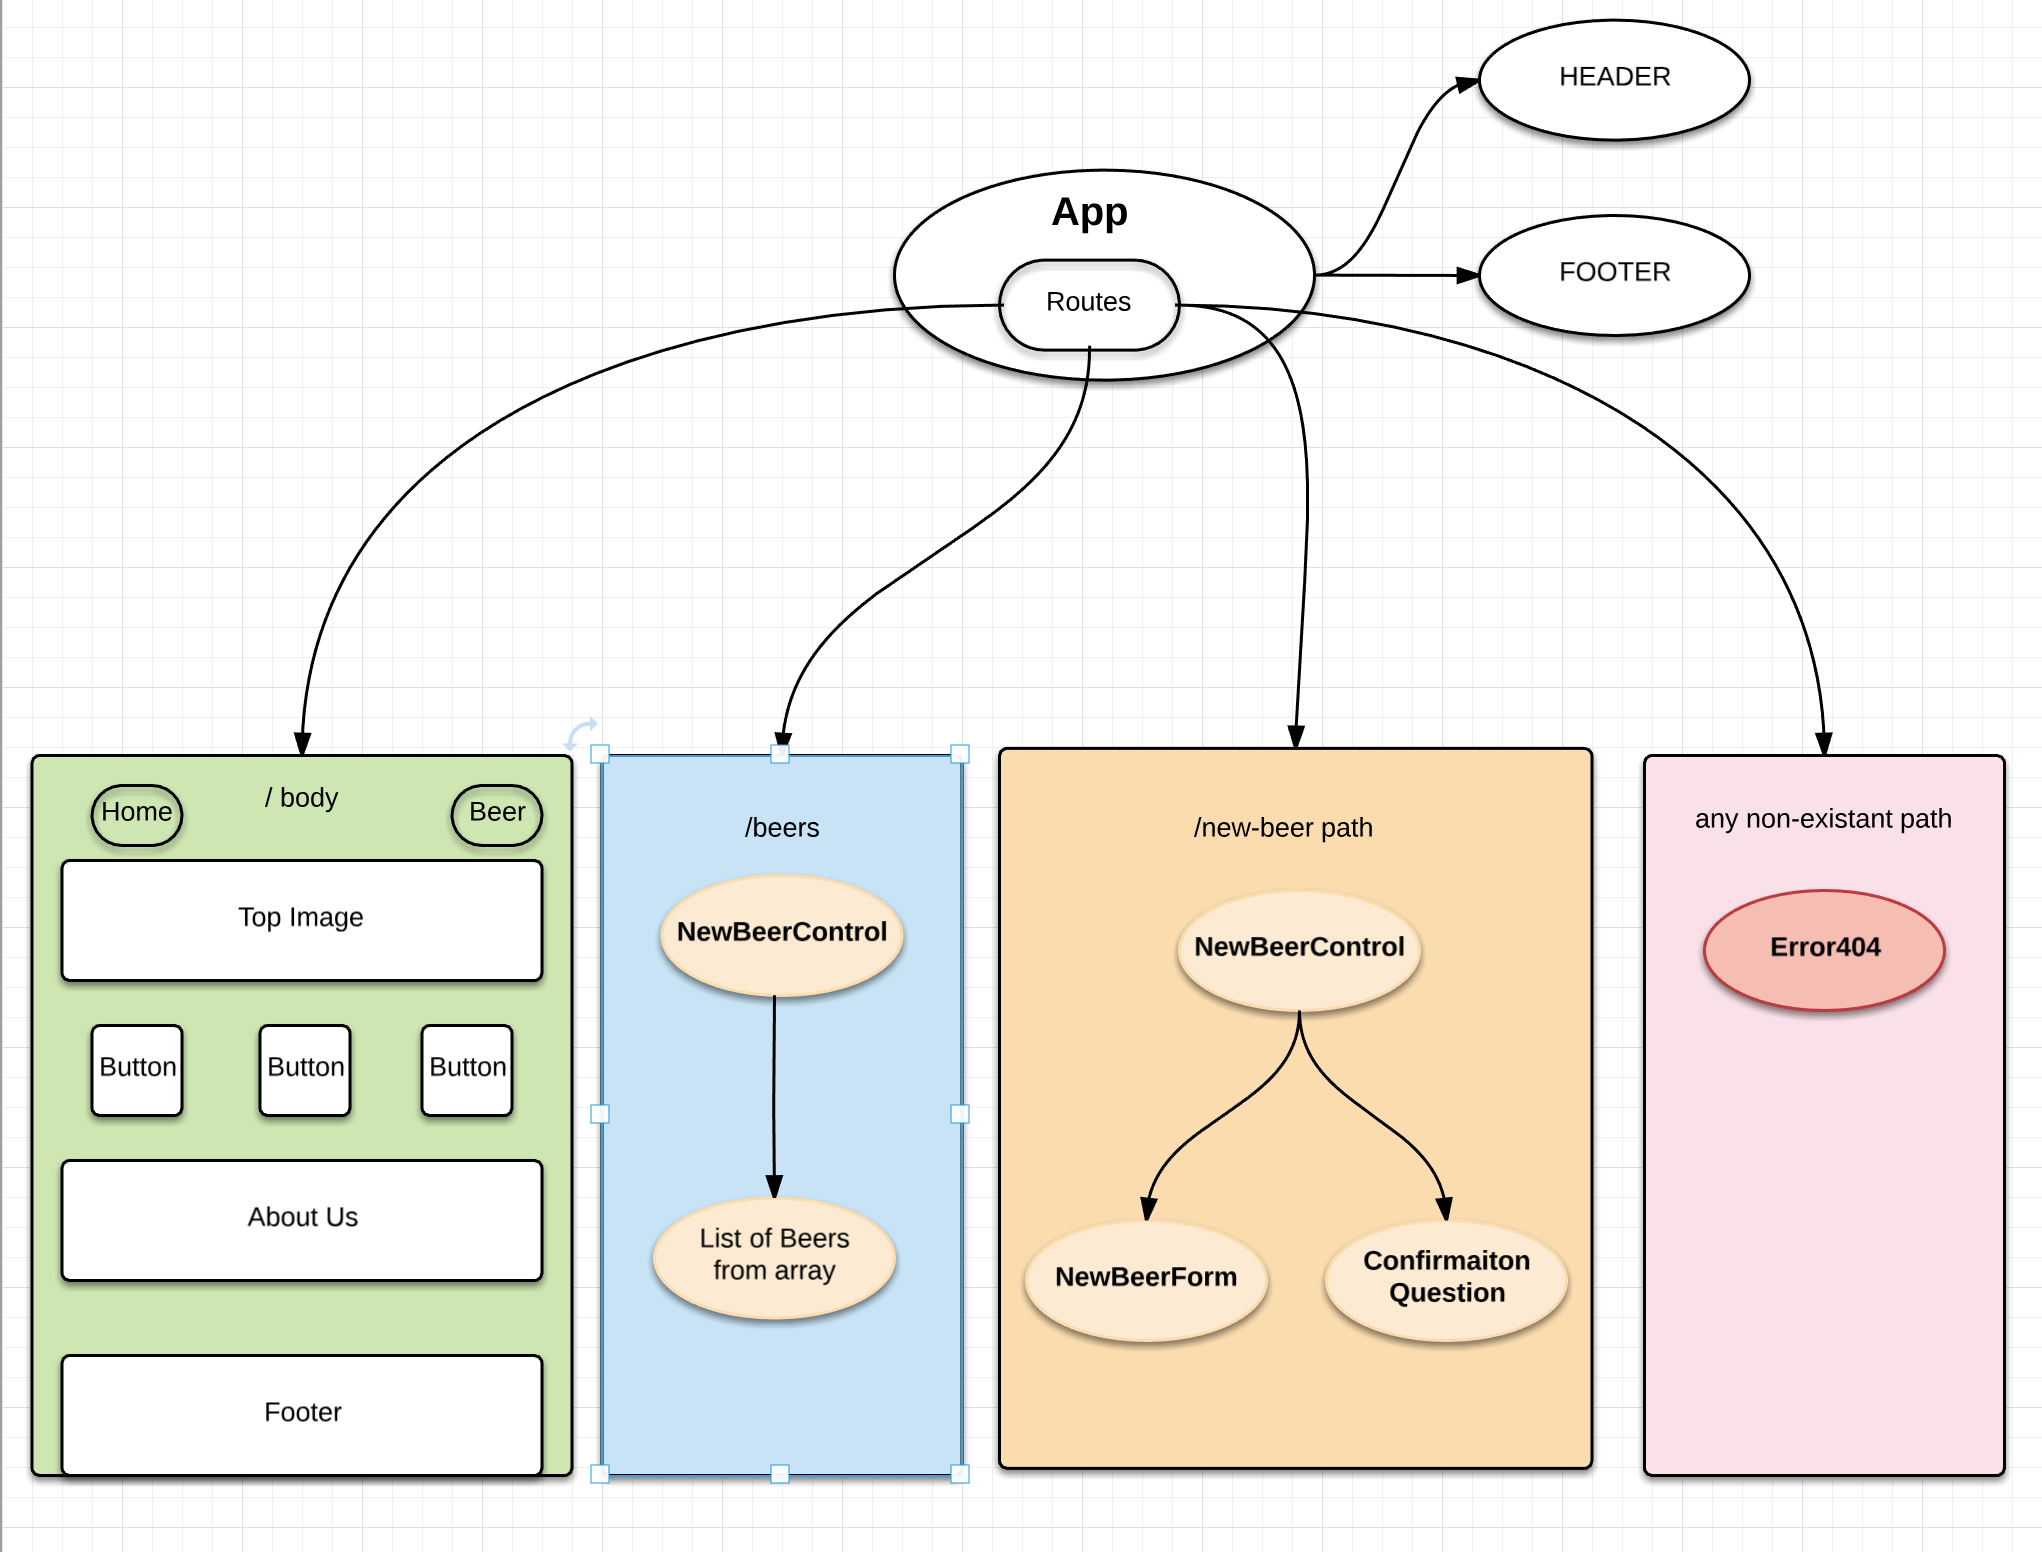 HEADER
App
FOOTER
Routes
Home
/ body
Beer
Top Image
Button
Button
Button
About Us
Footer
/beers
NewBeerControl
List of Beers
from array
/new-beer path
NewBeerControl
NewBeerForm
Confirmaiton
Question
any non-existant path
Error404